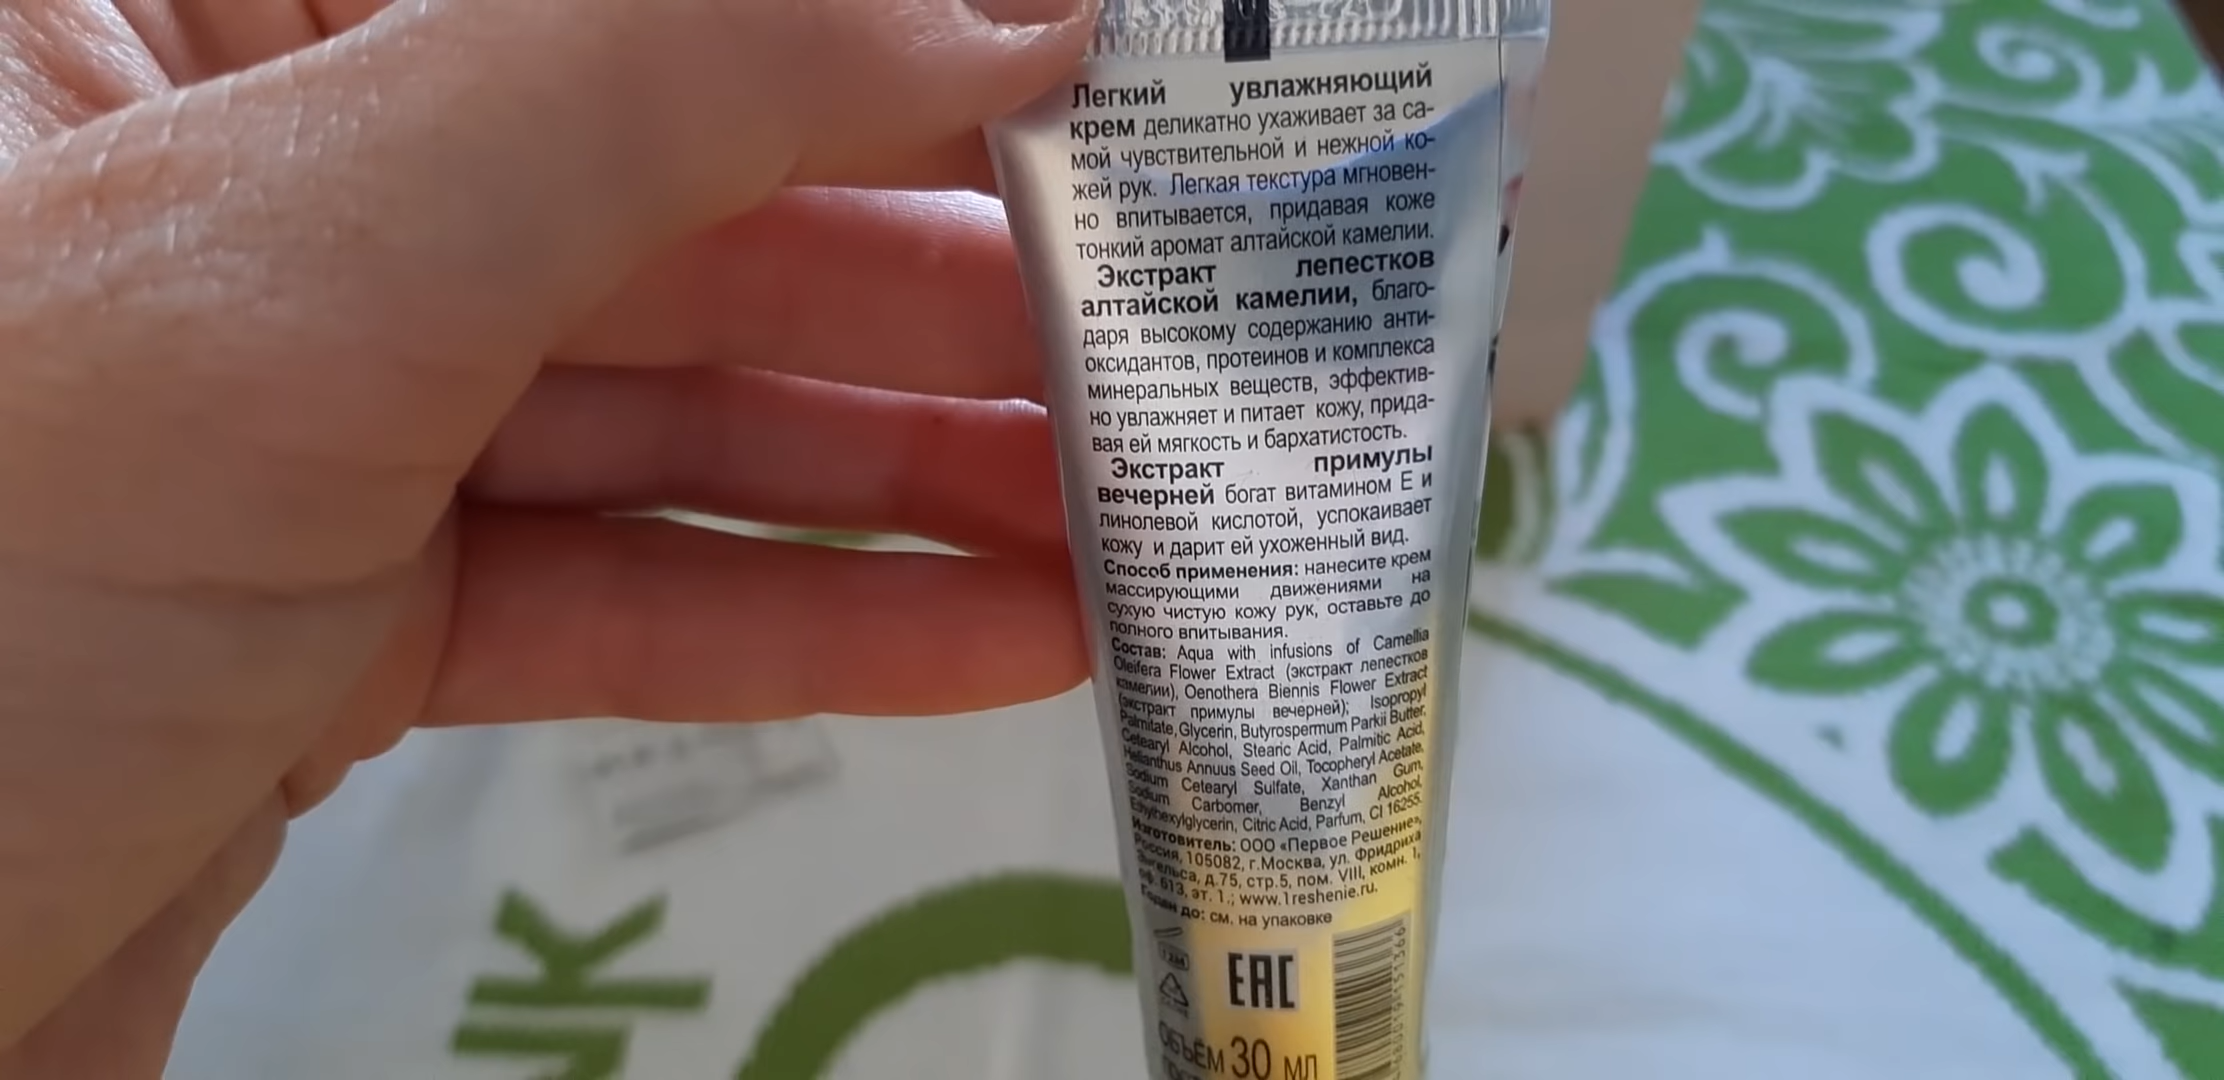 Легкий увлажняющий
крем деликатно ухаживает за са-
мой чувствительной и нежной ко-
жей рук. Легкая текстура мгновен-
но впитывается, придавая коже
тонкий аромат алтайской камелии.
Экстракт лепестков
алтайской камелии, благо-
даря высокому содержанию анти-
оксидантов, протеинов и комплекса
минеральных веществ, эффектив-
но увлажняет и питает кожу, прида-
вая ей мягкость и бархатистость.
Экстракт примулы
вечерней богат витамином Е и
линолевой кислотой, успокаивает
кожу и дарит ей ухоженный вид.
Способ применения: нанесите крем
массирующими движениями на
сухую чистую кожу рук, оставьте до
полного впитывания.
Состав: Aqua with infusions of Camellia
Oleifera Flower Extract (экстракт лепестков
камелии), Oenothera Biennis Flower Extract
(экстракт примулы вечерней); Isopropyl
Palmitate, Glycerin, Butyrospermum Parkii Butter,
Cetearyl Alcohol, Stearic Acid, Palmitic Acid,
Helianthus Annuus Seed Oil, Tocopheryl Acetate,
Sodium Cetearyl Sulfate, Xanthan Gum,
Sodium Carbomer, Benzyl Alcohol,
Ethylhexylglycerin, Citric Acid, Parfum, CI 16255.
Изготовитель: ООО «Первое Решение»,
Россия, 105082, г.Москва, ул. Фридриха
Энгельса, д.75, стр.5, пом. VIII, комн. 1,
оф. 613, эт. 1.; www.1reshenie.ru.
Годен до: см. на упаковке
EAC
ОБЪЁМ 30 МЛ